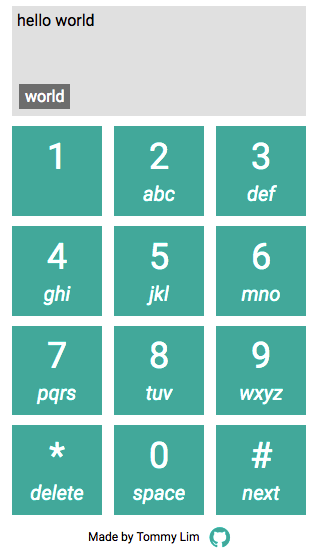 hello world
world
1 2 3
abc def
4 5 6
ghi jkl mno
7 8 9
pqrs tuv wxyz
* 0 #
delete space next
Made by Tommy Lim